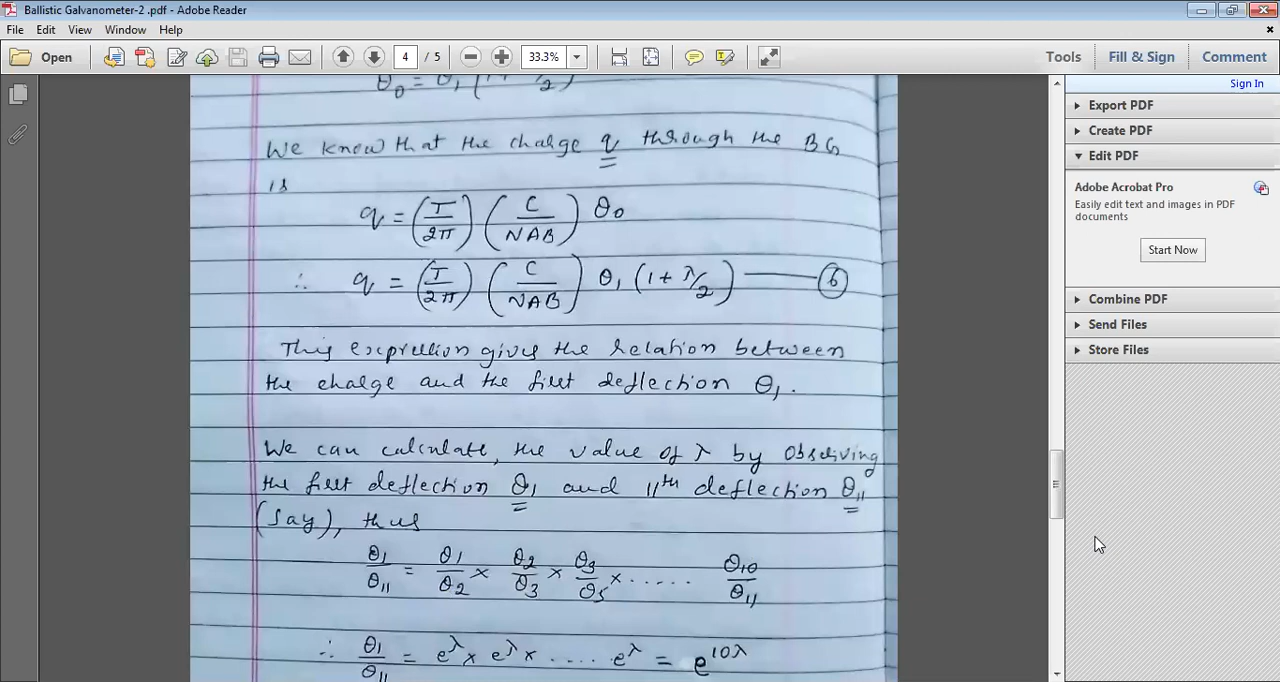 Ballistic Galvanometer-2 .pdf - Adobe Reader
File Edit View Window Help
Open 4 / 5 33.3% Tools Fill & Sign Comment
Sign In
Export PDF
Create PDF
Edit PDF
Adobe Acrobat Pro
Easily edit text and images in PDF
documents
Start Now
Combine PDF
Send Files
Store Files
θ₀ = θ₁ (1 + λ/2)
We know that the charge q through the BG
is
q = (T/2π) (C/NAB) θ₀
∴ q = (T/2π) (C/NAB) θ₁ (1 + λ/2) —— ⑥
This expression gives the relation between
the charge and the first deflection θ₁.
We can calculate, the value of λ by observing
the first deflection θ₁ and 11th deflection θ₁₁
(say), thus
θ₁/θ₁₁ = θ₁/θ₂ × θ₂/θ₃ × θ₃/θ₅ × ...... θ₁₀/θ₁₁
∴ θ₁/θ₁₁ = e^λ × e^λ × ..... e^λ = e^10λ